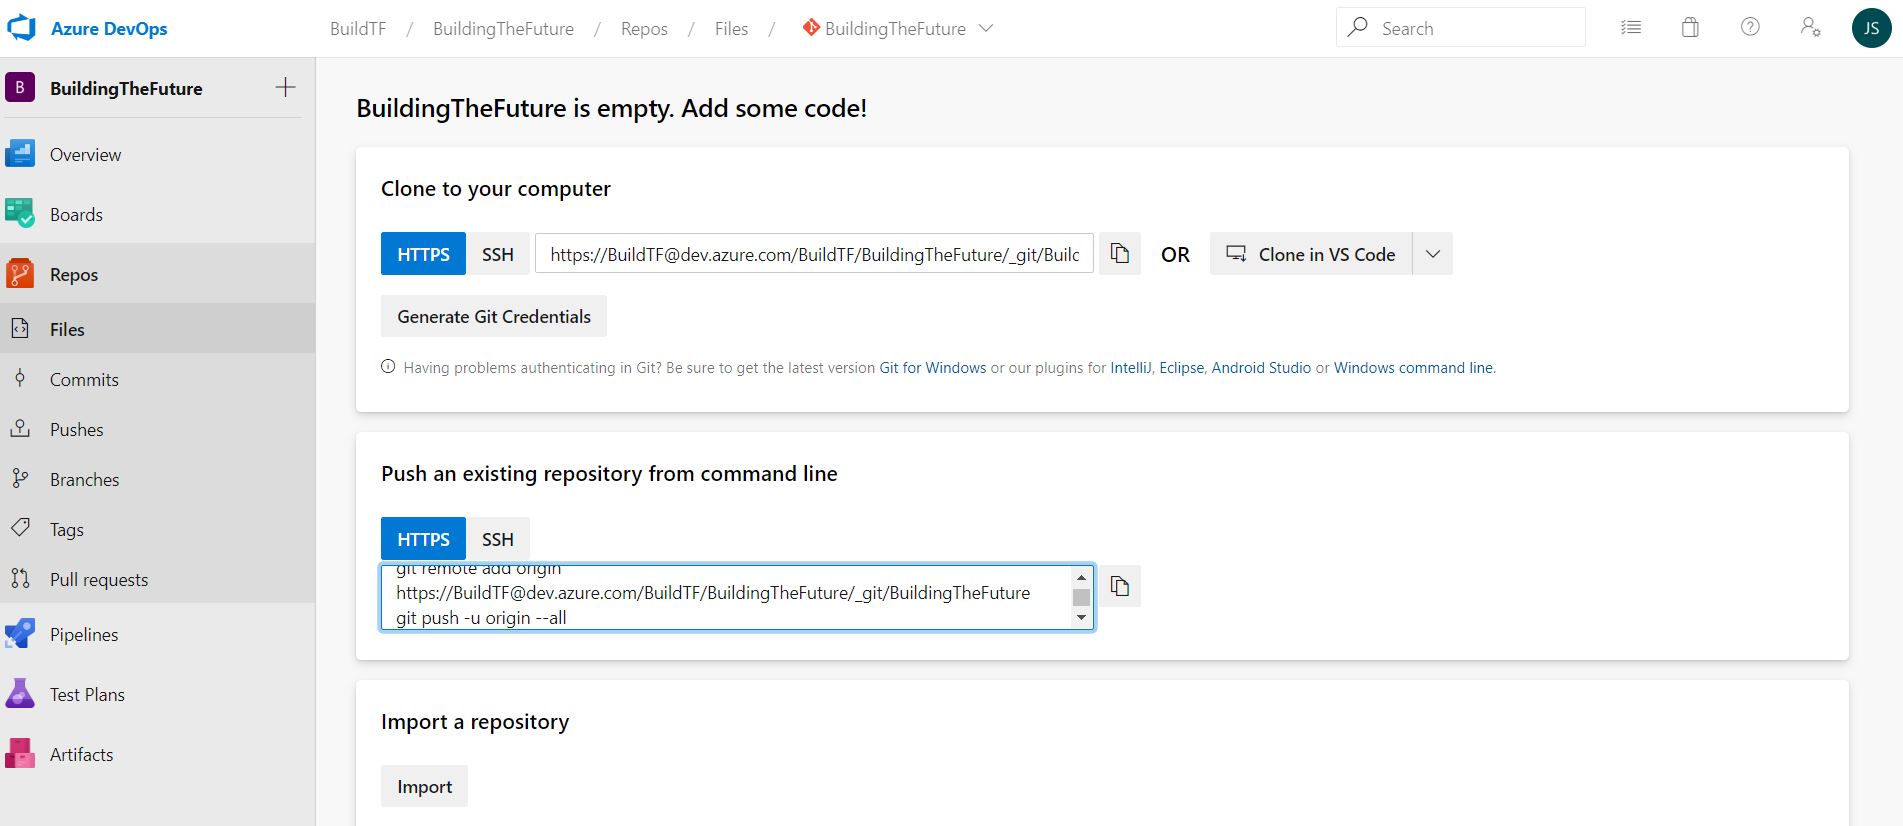 Azure DevOps
BuildTF / BuildingTheFuture / Repos / Files / BuildingTheFuture
Search
JS
B BuildingTheFuture
Overview
Boards
Repos
Files
Commits
Pushes
Branches
Tags
Pull requests
Pipelines
Test Plans
Artifacts
BuildingTheFuture is empty. Add some code!
Clone to your computer
HTTPS SSH https://BuildTF@dev.azure.com/BuildTF/BuildingTheFuture/_git/Builc OR Clone in VS Code
Generate Git Credentials
Having problems authenticating in Git? Be sure to get the latest version Git for Windows or our plugins for IntelliJ, Eclipse, Android Studio or Windows command line.
Push an existing repository from command line
HTTPS SSH
git remote add origin
https://BuildTF@dev.azure.com/BuildTF/BuildingTheFuture/_git/BuildingTheFuture
git push -u origin --all
Import a repository
Import